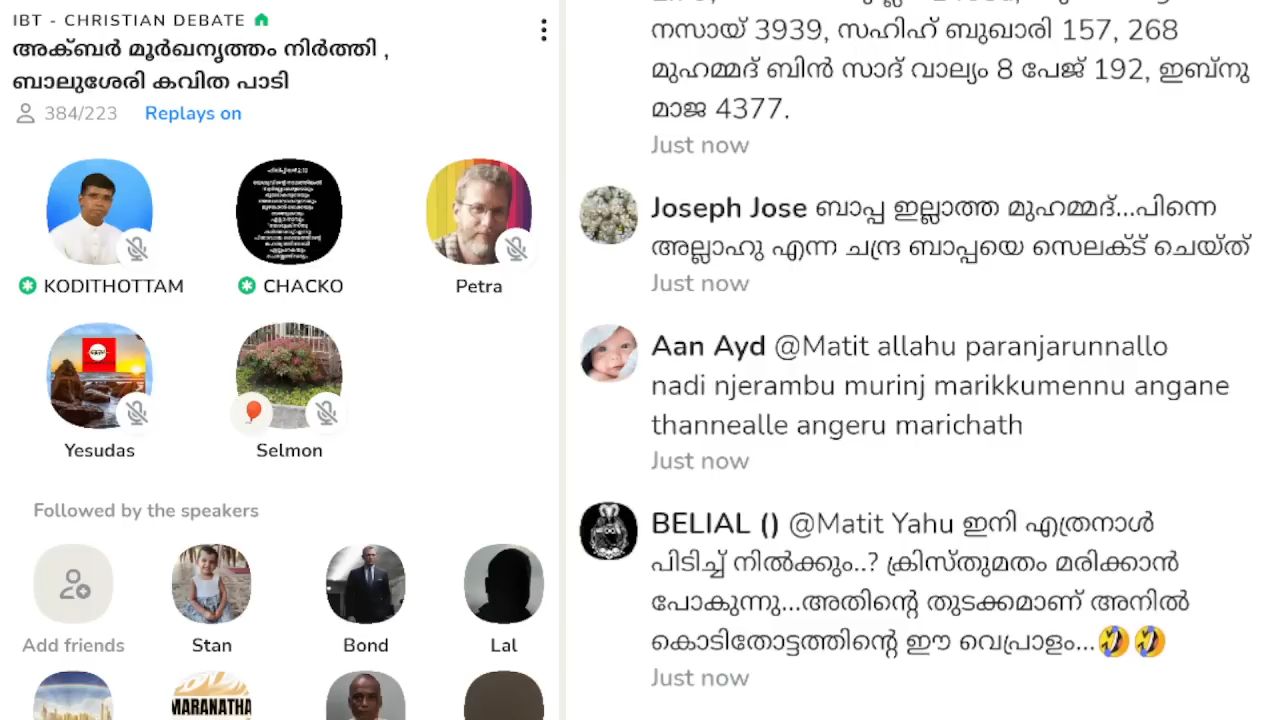 IBT - CHRISTIAN DEBATE
അക്ബർ മൂർഖനൃത്തം നിർത്തി ,
ബാലുശേരി കവിത പാടി
384/223 Replays on
KODITHOTTAM CHACKO Petra
Yesudas Selmon
Followed by the speakers
Add friends Stan Bond Lal
MARANATHA
നസായ് 3939, സഹിഹ് ബുഖാരി 157, 268
മുഹമ്മദ് ബിൻ സാദ് വാല്യം 8 പേജ് 192, ഇബ്നു
മാജ 4377.
Just now
Joseph Jose ബാപ്പ ഇല്ലാത്ത മുഹമ്മദ്...പിന്നെ
അല്ലാഹു എന്ന ചന്ദ്ര ബാപ്പയെ സെലക്ട് ചെയ്ത്
Just now
Aan Ayd @Matit allahu paranjarunnallo
nadi njerambu murinj marikkumennu angane
thannealle angeru marichath
Just now
BELIAL () @Matit Yahu ഇനി എത്രനാൾ
പിടിച്ച് നിൽക്കും..? ക്രിസ്തുമതം മരിക്കാൻ
പോകുന്നു...അതിന്റെ തുടക്കമാണ് അനിൽ
കൊടിതോട്ടത്തിന്റെ ഈ വെപ്രാളം...🤣🤣
Just now